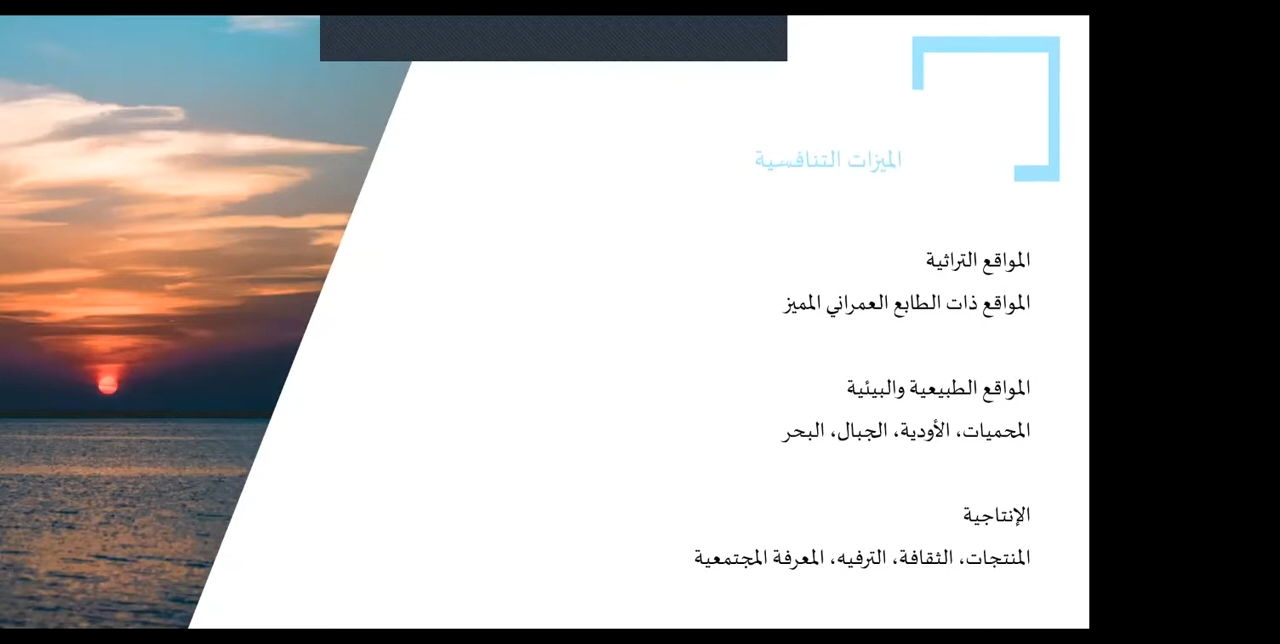 الميزات التنافسية
المواقع التراثية
المواقع ذات الطابع العمراني المميز
المواقع الطبيعية والبيئية
المحميات، الأودية، الجبال، البحر
الإنتاجية
المنتجات، الثقافة، الترفيه، المعرفة المجتمعية